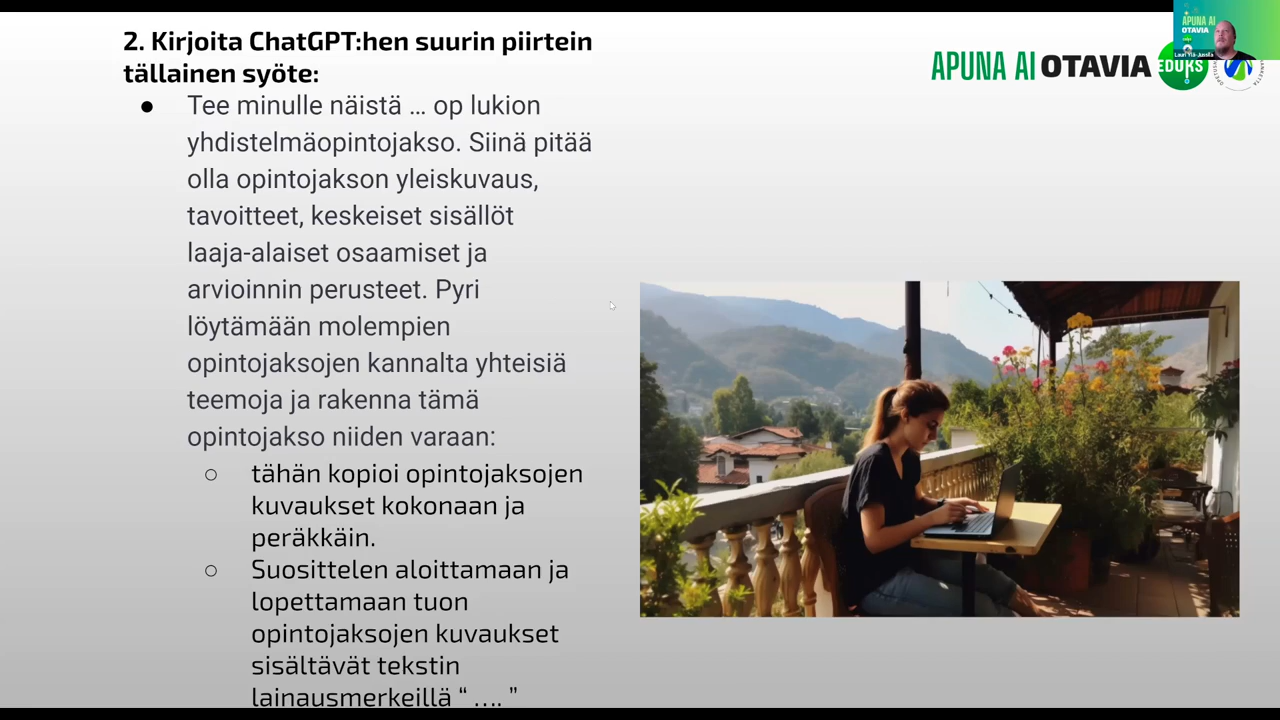 2. Kirjoita ChatGPT:hen suurin piirtein
tällainen syöte:
● Tee minulle näistä … op lukion
yhdistelmäopintojakso. Siinä pitää
olla opintojakson yleiskuvaus,
tavoitteet, keskeiset sisällöt
laaja-alaiset osaamiset ja
arvioinnin perusteet. Pyri
löytämään molempien
opintojaksojen kannalta yhteisiä
teemoja ja rakenna tämä
opintojakso niiden varaan:
○ tähän kopioi opintojaksojen
kuvaukset kokonaan ja
peräkkäin.
○ Suosittelen aloittamaan ja
lopettamaan tuon
opintojaksojen kuvaukset
sisältävät tekstin
lainausmerkeillä “ …. ”
APUNA AI OTAVIA
EDUKS
APUNA AI
OTAVIA